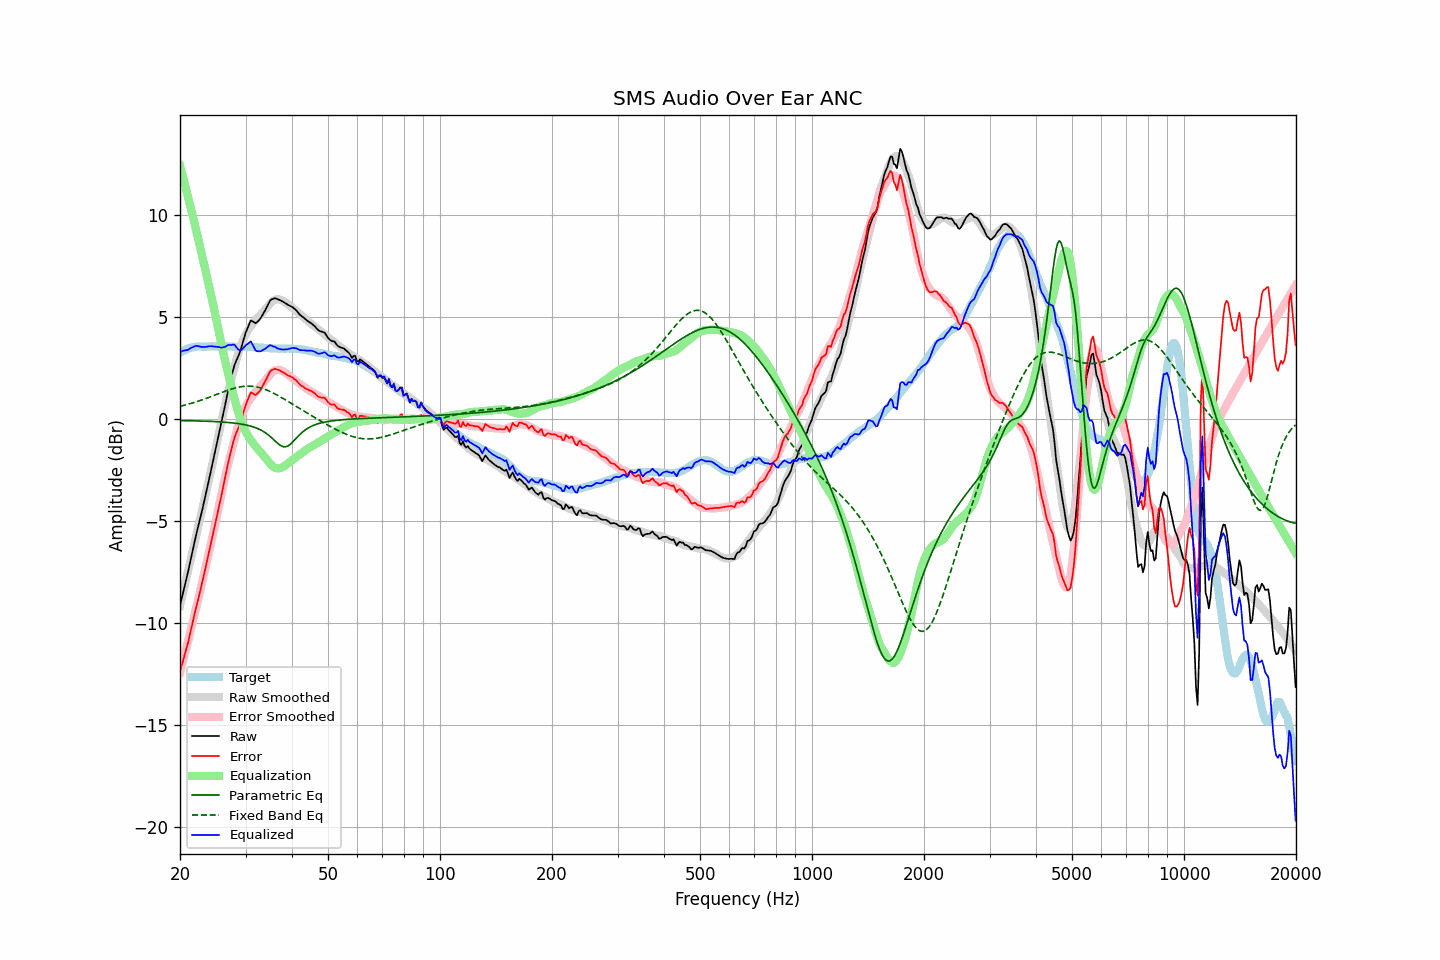 SMS Audio Over Ear ANC
Amplitude (dBr)
10
5
0
−5
−10
−15
−20
Target
Raw Smoothed
Error Smoothed
Raw
Error
Equalization
Parametric Eq
Fixed Band Eq
Equalized
20 50 100 200 500 1000 2000 5000 10000 20000
Frequency (Hz)